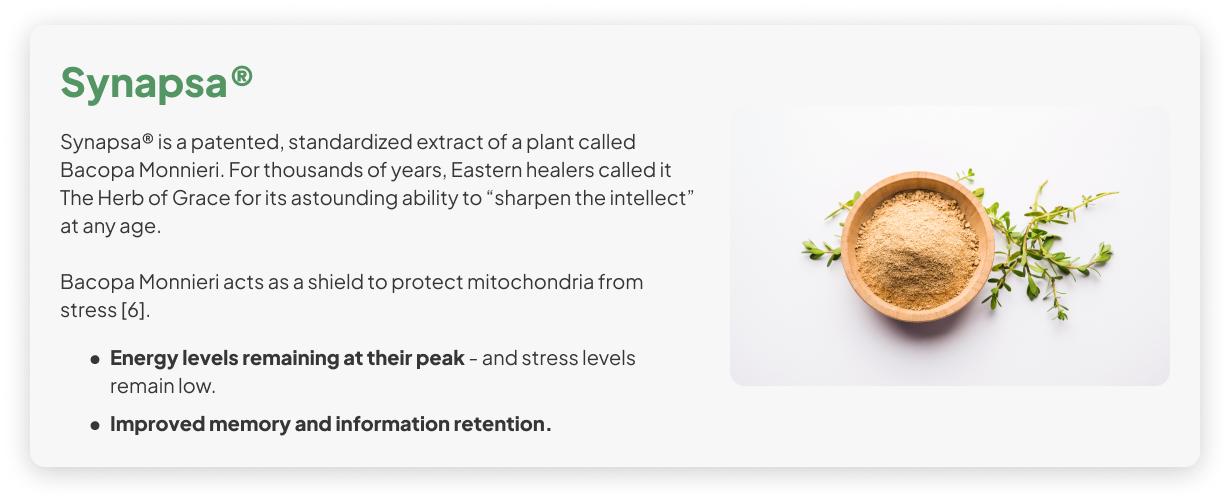 Synapsa®
Synapsa® is a patented, standardized extract of a plant called
Bacopa Monnieri. For thousands of years, Eastern healers called it
The Herb of Grace for its astounding ability to “sharpen the intellect”
at any age.
Bacopa Monnieri acts as a shield to protect mitochondria from
stress [6].
● Energy levels remaining at their peak - and stress levels
remain low.
● Improved memory and information retention.